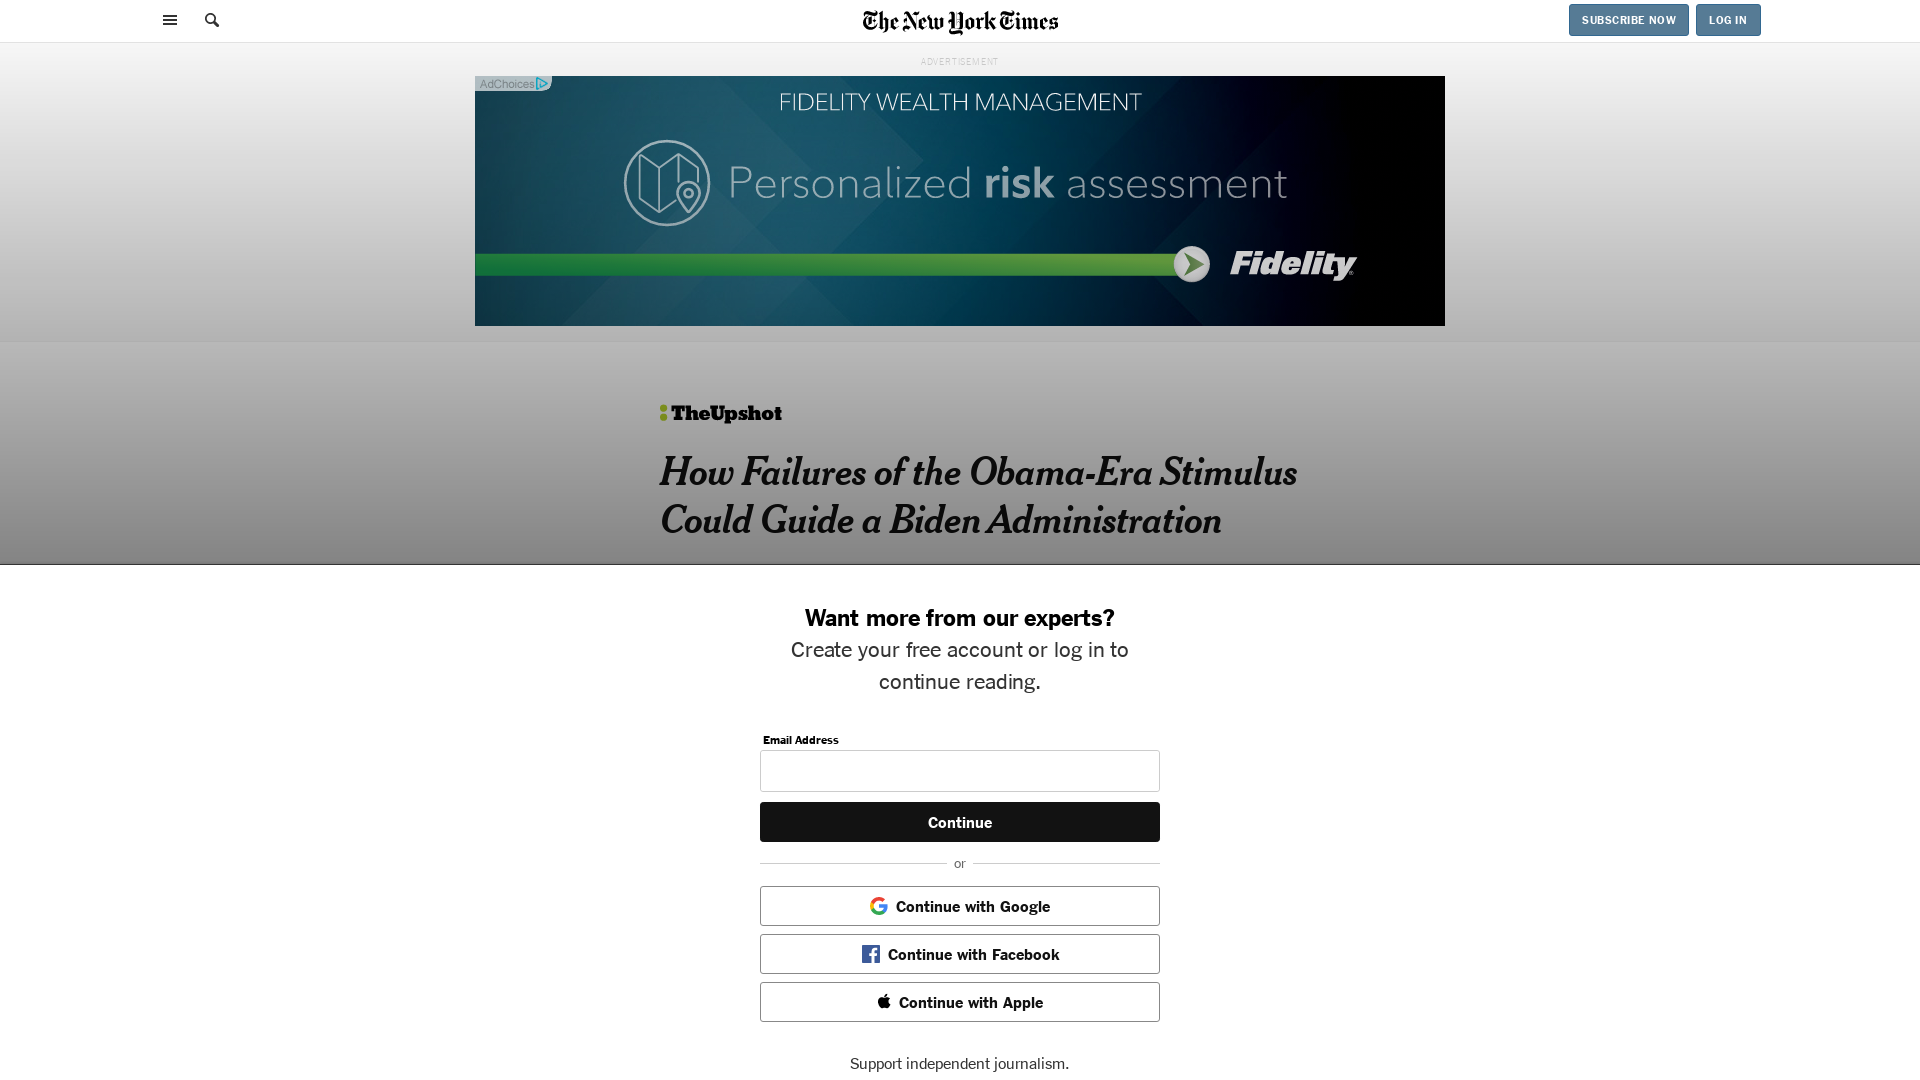 The New York Times
SUBSCRIBE NOW
LOG IN
ADVERTISEMENT
AdChoices
FIDELITY WEALTH MANAGEMENT
Personalized risk assessment
Fidelity
TheUpshot
How Failures of the Obama-Era Stimulus
Could Guide a Biden Administration
Want more from our experts?
Create your free account or log in to
continue reading.
Email Address
Continue
or
Continue with Google
Continue with Facebook
Continue with Apple
Support independent journalism.